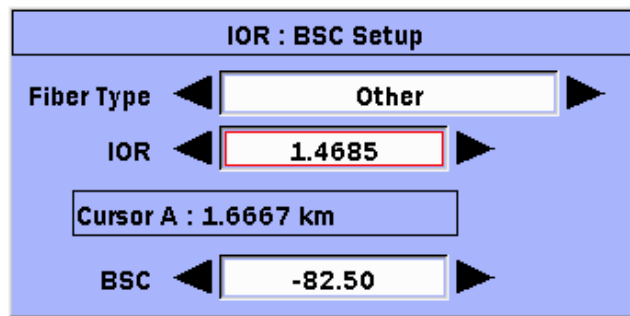 IOR : BSC Setup
Fiber Type Other
IOR 1.4685
Cursor A : 1.6667 km
BSC -82.50